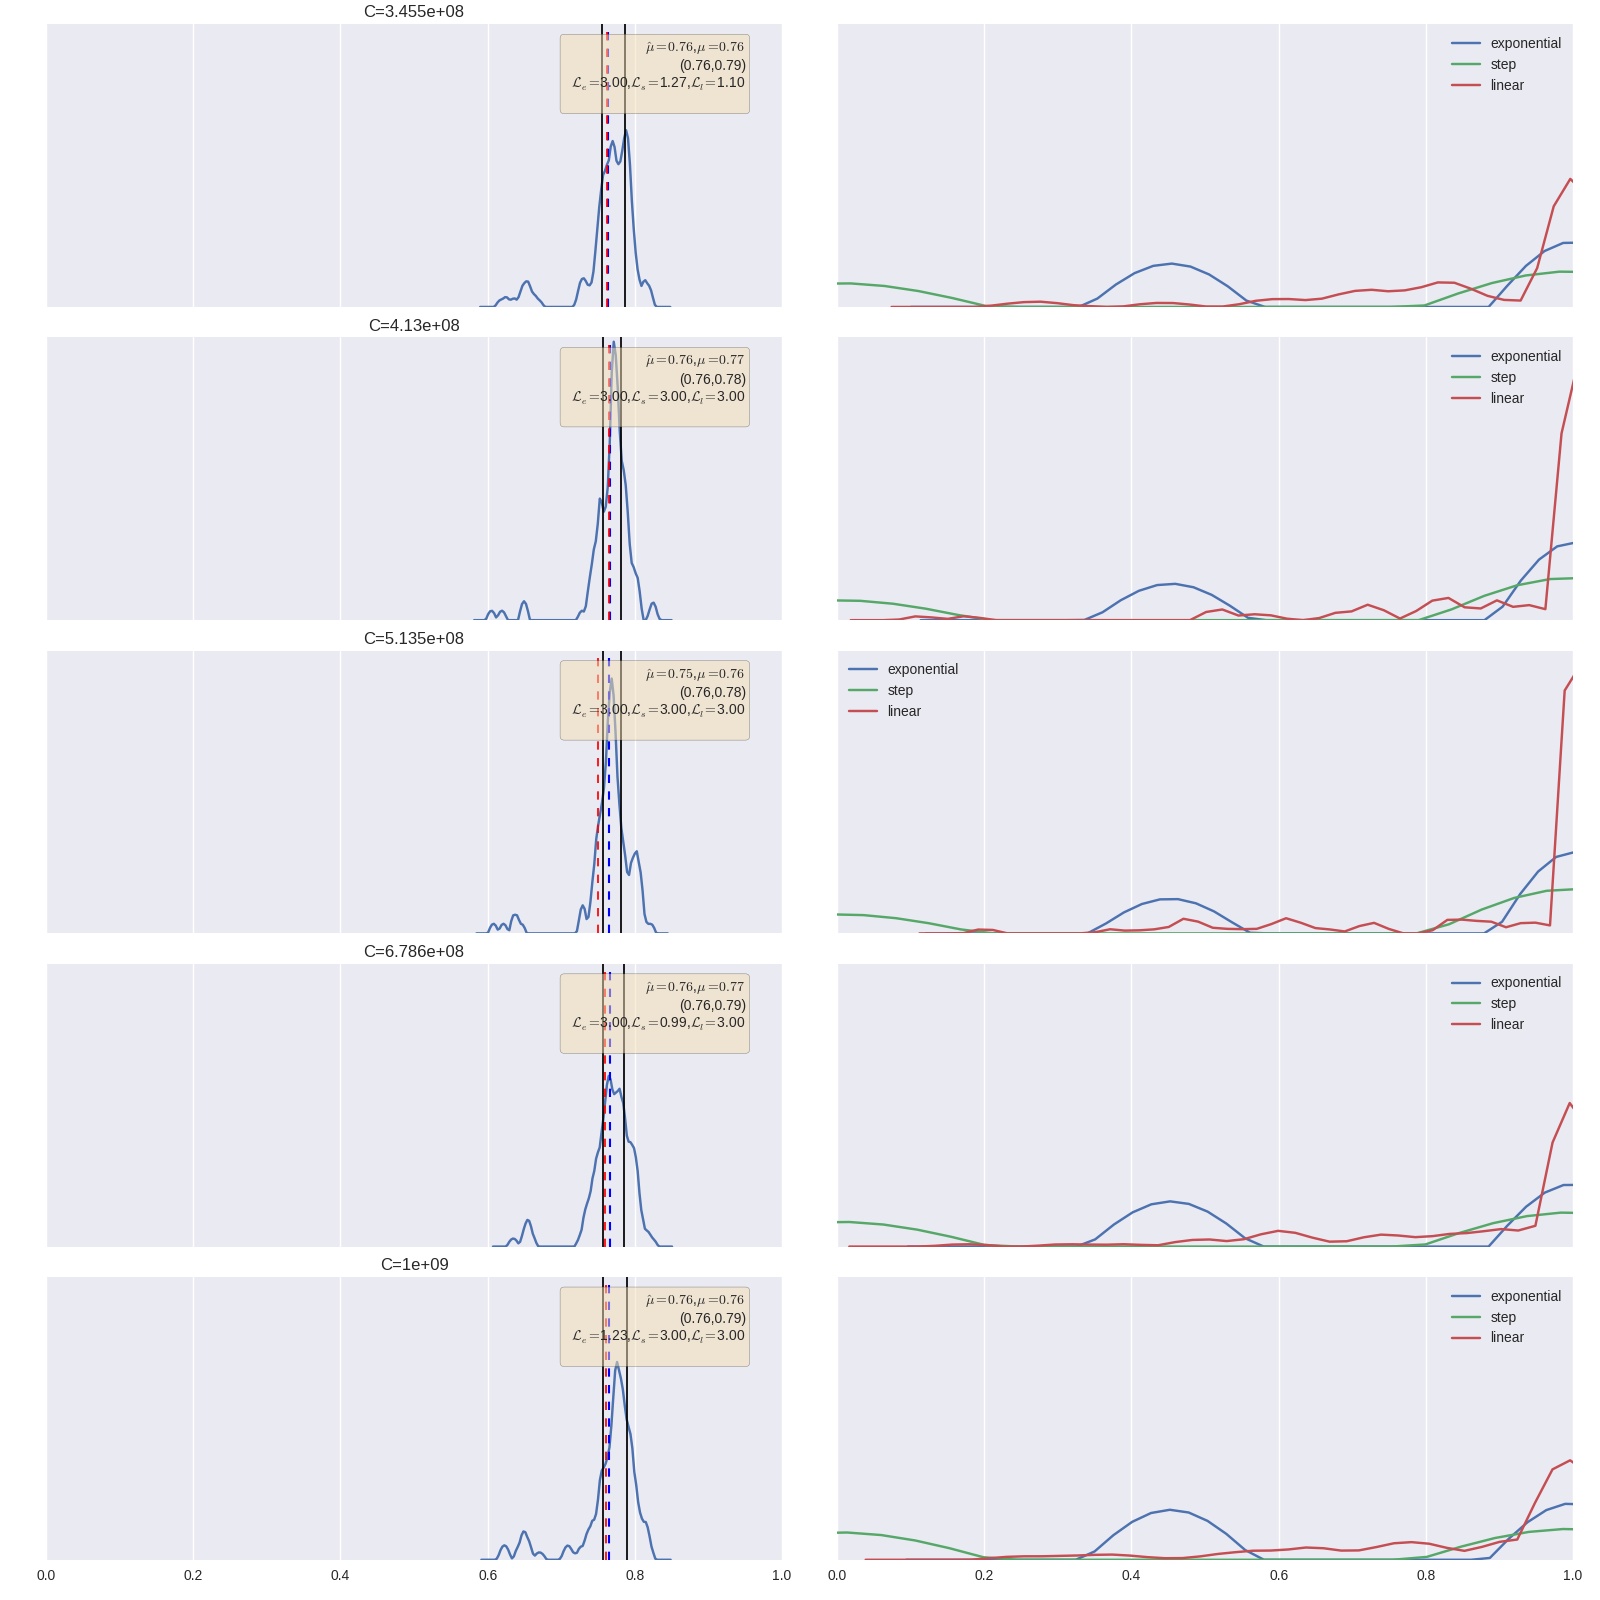 C=3.455e+08
μ̂=0.76,μ=0.76
(0.76,0.79)
ℒₑ=3.00,ℒₛ=1.27,ℒₗ=1.10
exponential
step
linear
C=4.13e+08
μ̂=0.76,μ=0.77
(0.76,0.78)
ℒₑ=3.00,ℒₛ=3.00,ℒₗ=3.00
exponential
step
linear
C=5.135e+08
μ̂=0.75,μ=0.76
(0.76,0.78)
ℒₑ=3.00,ℒₛ=3.00,ℒₗ=3.00
exponential
step
linear
C=6.786e+08
μ̂=0.76,μ=0.77
(0.76,0.79)
ℒₑ=3.00,ℒₛ=0.99,ℒₗ=3.00
exponential
step
linear
C=1e+09
μ̂=0.76,μ=0.76
(0.76,0.79)
ℒₑ=1.23,ℒₛ=3.00,ℒₗ=3.00
exponential
step
linear
0.0 0.2 0.4 0.6 0.8 1.0
0.0 0.2 0.4 0.6 0.8 1.0